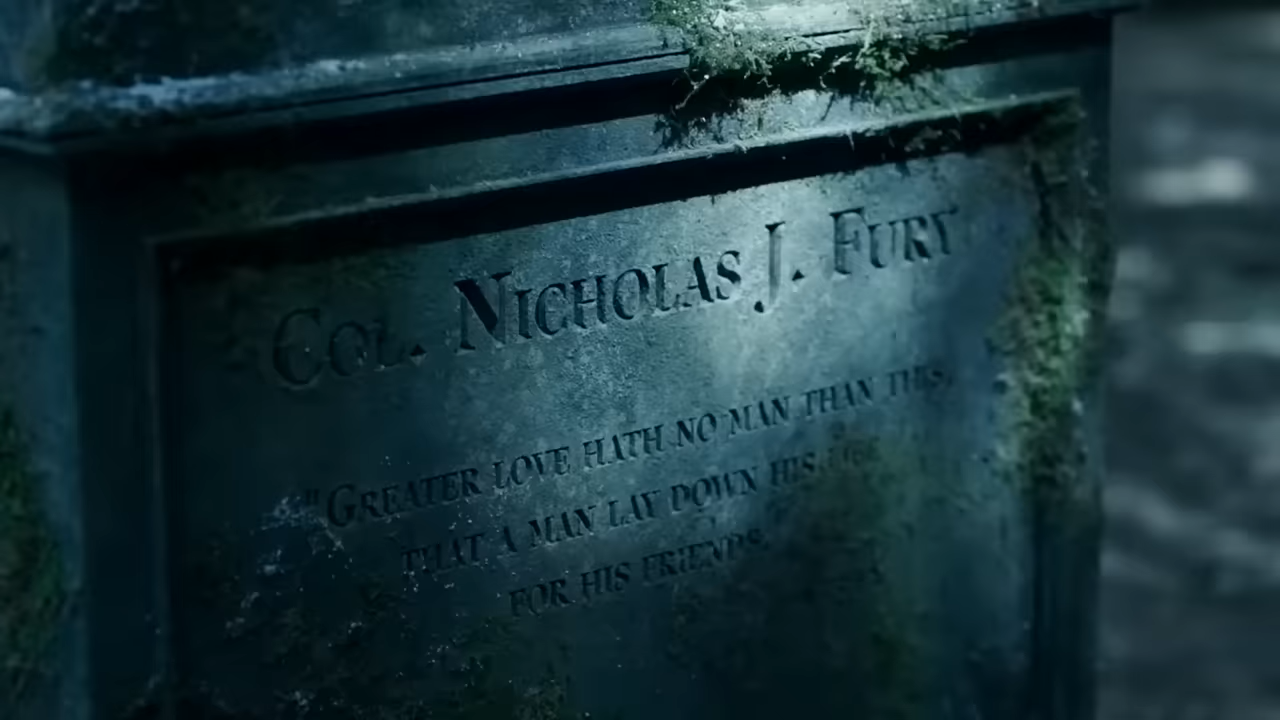 Col. Nicholas J. Fury
"Greater love hath no man than this,
that a man lay down his life
for his friends.